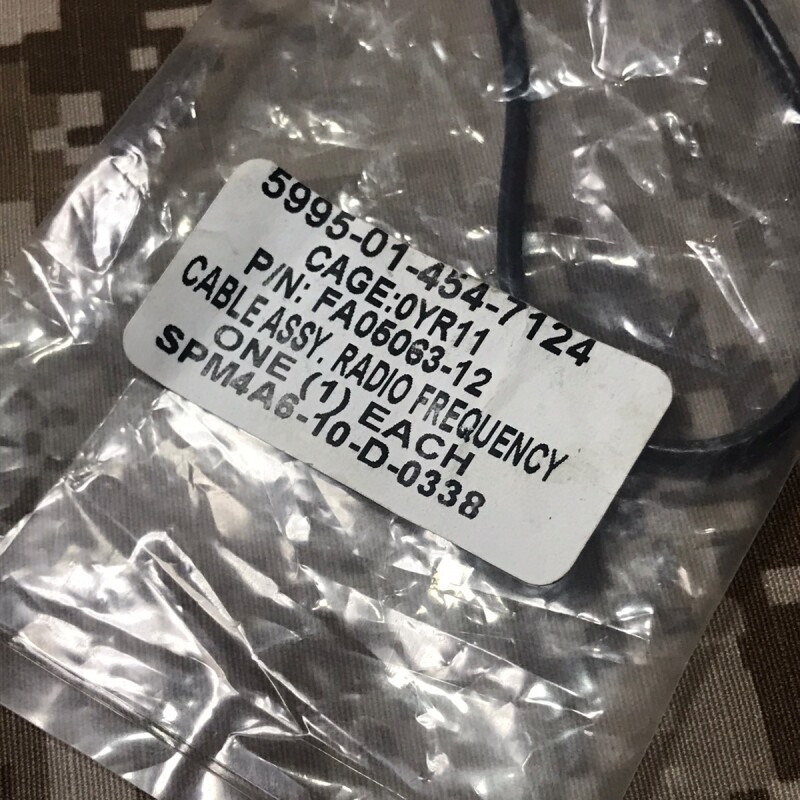 5995-01-454-7124
CAGE:0YR11
P/N: FA05063-12
CABLE ASSY. RADIO FREQUENCY
ONE (1) EACH
SPM4A6-10-D-0338